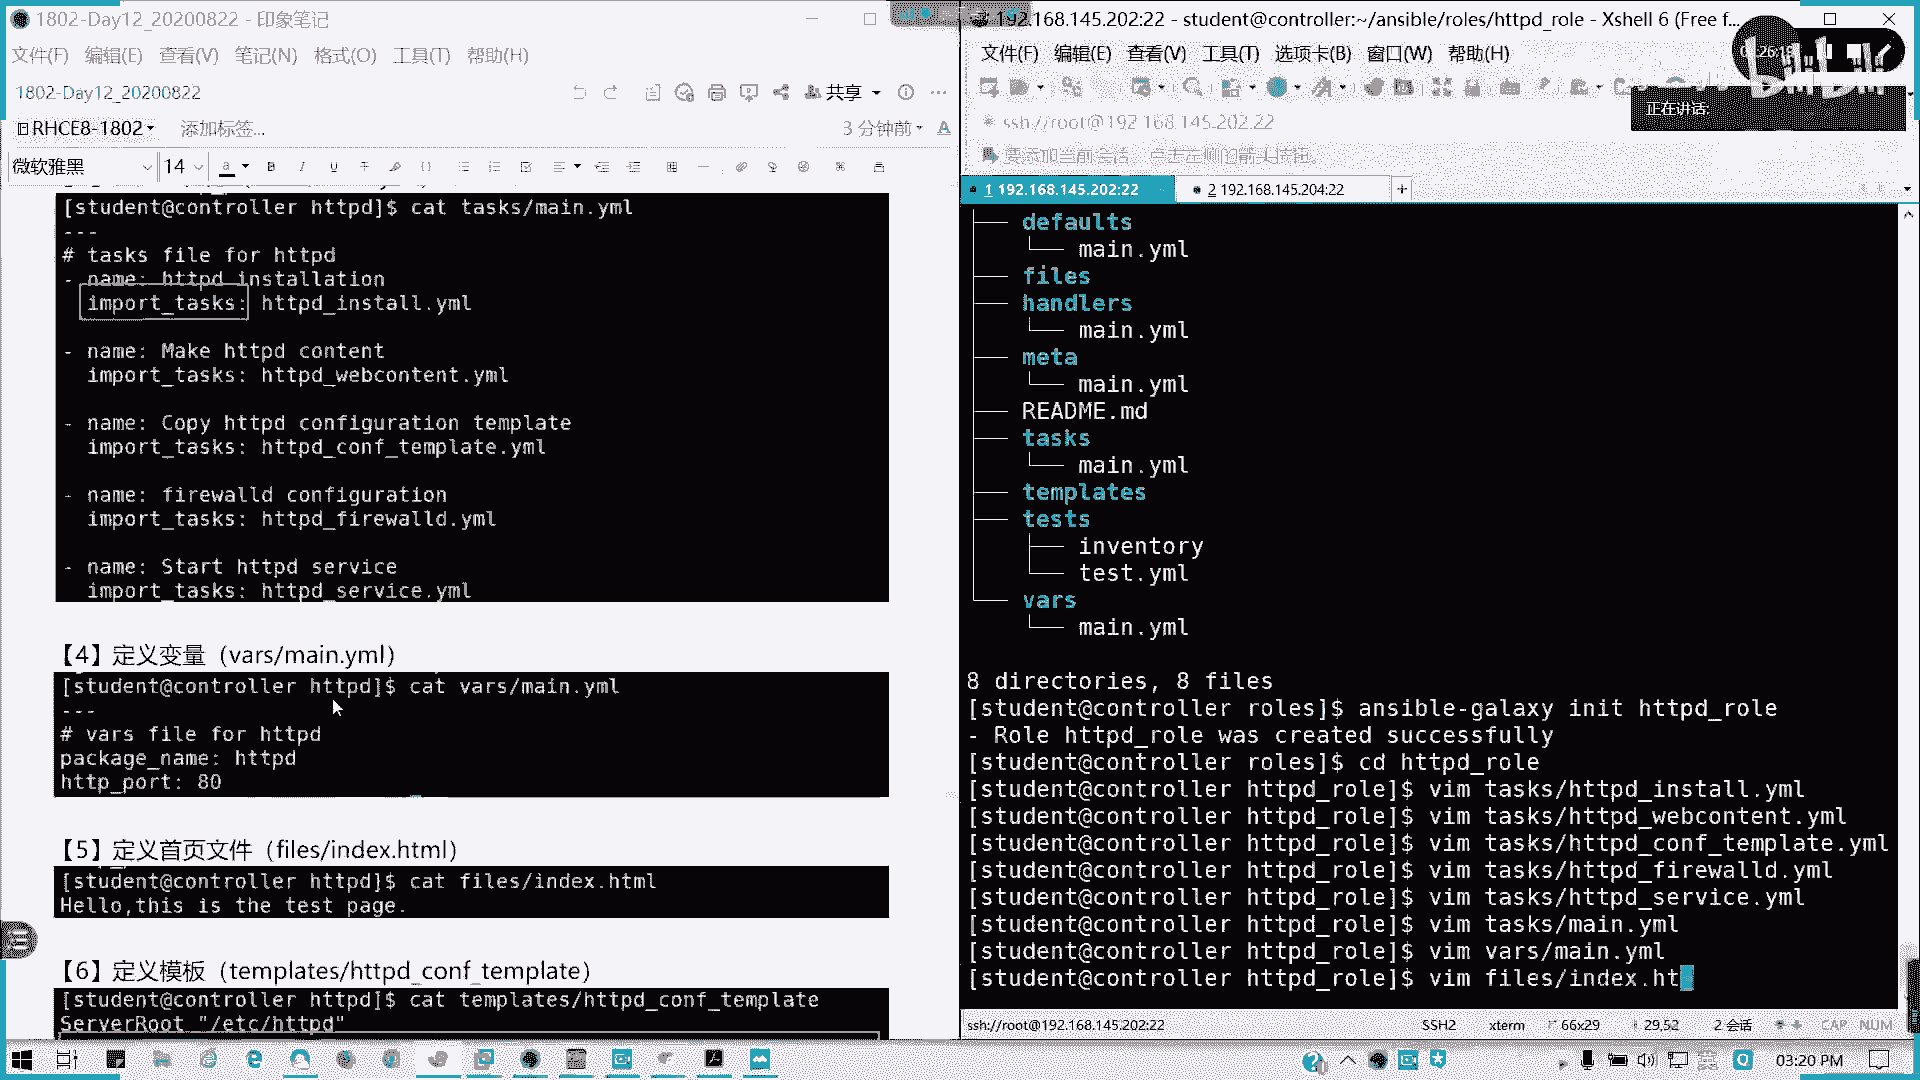 1802-Day12_20200822 - 印象笔记
文件(F) 编辑(E) 查看(V) 笔记(N) 格式(O) 工具(T) 帮助(H)
1802-Day12_20200822
共享
RHCE8-1802
添加标签...
3 分钟前
微软雅黑 14
[student@controller httpd]$ cat tasks/main.yml
---
# tasks file for httpd
- name: httpd installation
import_tasks: httpd_install.yml
- name: Make httpd content
import_tasks: httpd_webcontent.yml
- name: Copy httpd configuration template
import_tasks: httpd_conf_template.yml
- name: firewalld configuration
import_tasks: httpd_firewalld.yml
- name: Start httpd service
import_tasks: httpd_service.yml
【4】定义变量（vars/main.yml）
[student@controller httpd]$ cat vars/main.yml
---
# vars file for httpd
package_name: httpd
http_port: 80
【5】定义首页文件（files/index.html）
[student@controller httpd]$ cat files/index.html
Hello,this is the test page.
【6】定义模板（templates/httpd_conf_template）
[student@controller httpd]$ cat templates/httpd_conf_template
ServerRoot "/etc/httpd"
192.168.145.202:22 - student@controller:~/ansible/roles/httpd_role - Xshell 6 (Free f...
文件(F) 编辑(E) 查看(V) 工具(T) 选项卡(B) 窗口(W) 帮助(H)
正在讲话:
ssh://root@192.168.145.202:22
要添加当前会话，点击左侧的箭头按钮。
1 192.168.145.202:22
2 192.168.145.204:22
defaults
main.yml
files
handlers
main.yml
meta
main.yml
README.md
tasks
main.yml
templates
tests
inventory
test.yml
vars
main.yml
8 directories, 8 files
[student@controller roles]$ ansible-galaxy init httpd_role
- Role httpd_role was created successfully
[student@controller roles]$ cd httpd_role
[student@controller httpd_role]$ vim tasks/httpd_install.yml
[student@controller httpd_role]$ vim tasks/httpd_webcontent.yml
[student@controller httpd_role]$ vim tasks/httpd_conf_template.yml
[student@controller httpd_role]$ vim tasks/httpd_firewalld.yml
[student@controller httpd_role]$ vim tasks/httpd_service.yml
[student@controller httpd_role]$ vim tasks/main.yml
[student@controller httpd_role]$ vim vars/main.yml
[student@controller httpd_role]$ vim files/index.ht
ssh://root@192.168.145.202:22 SSH2 xterm 66x29 29,52 2 会话 CAP NUM
03:20 PM